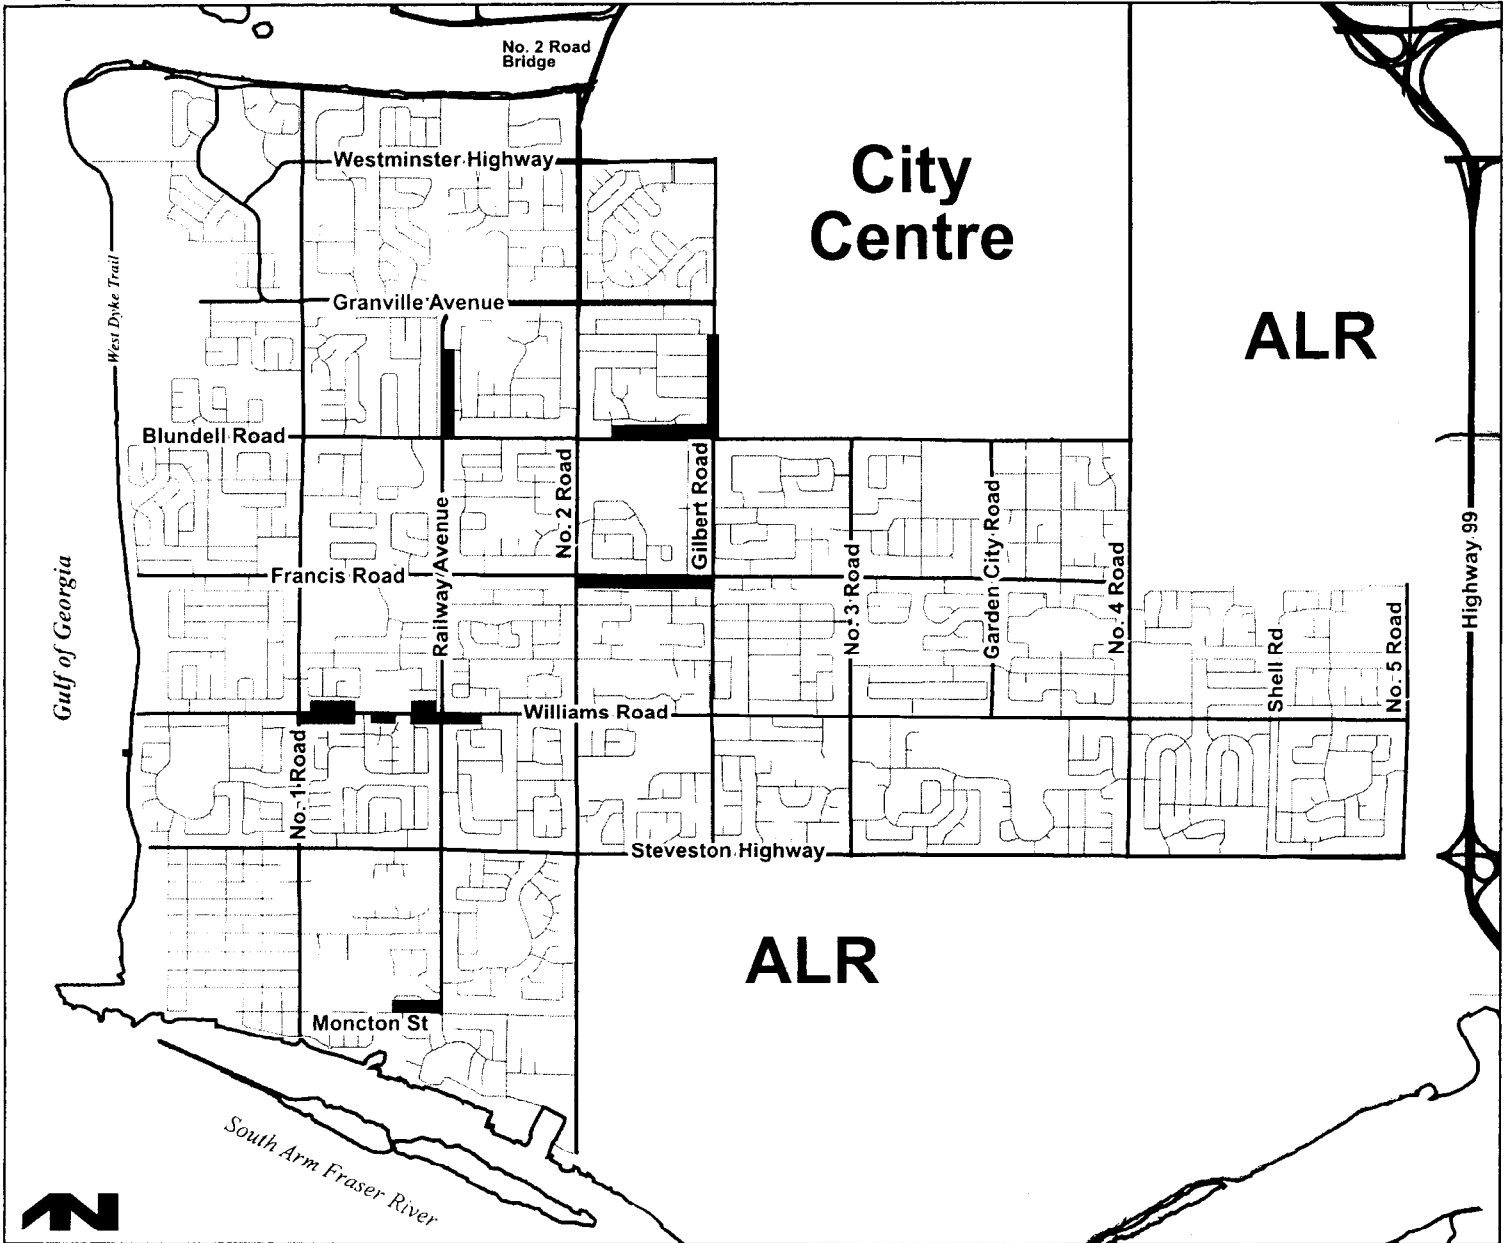 No. 2 Road
Bridge
Westminster Highway
City
Centre
West Dyke Trail
Granville Avenue
ALR
Blundell Road
No. 2 Road
Gilbert Road
Railway Avenue
Garden City Road
Highway 99
Gulf of Georgia
Francis Road
No. 3 Road
No. 4 Road
Shell Rd
No. 5 Road
Williams Road
No. 1 Road
Steveston Highway
ALR
Moncton St
South Arm Fraser River
N